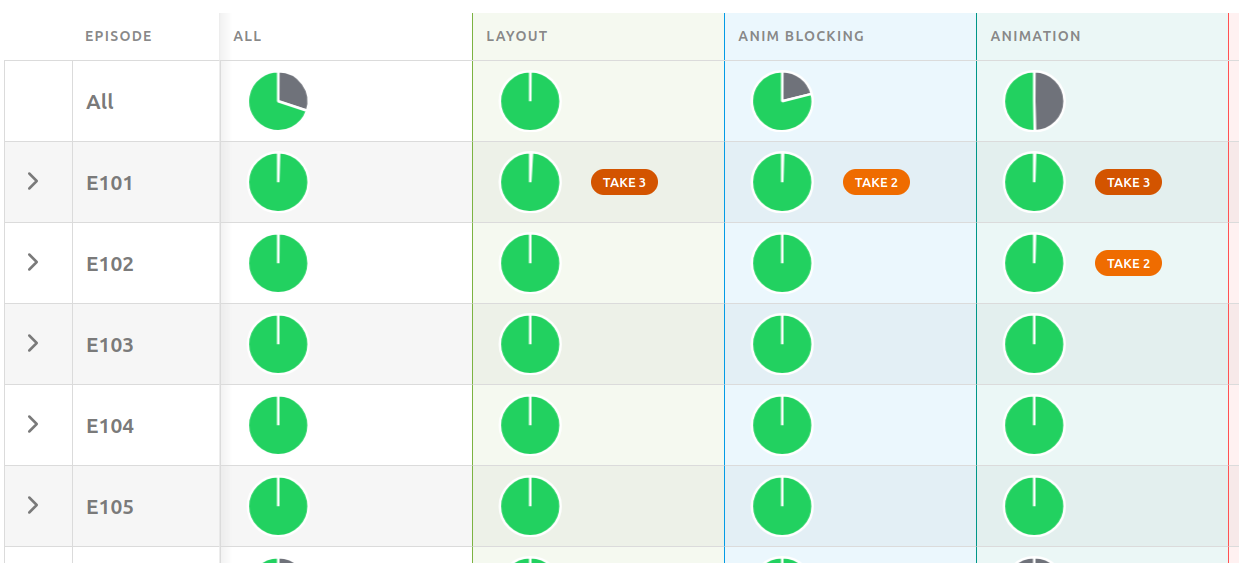 EPISODE ALL LAYOUT ANIM BLOCKING ANIMATION
All
E101 TAKE 3 TAKE 2 TAKE 3
E102 TAKE 2
E103
E104
E105